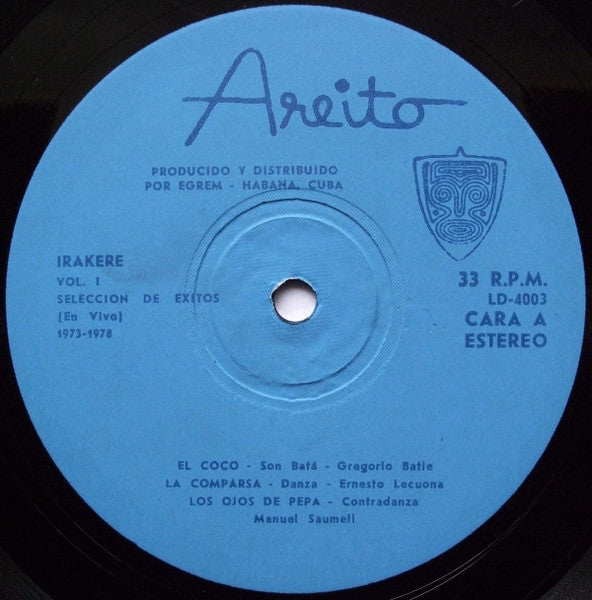 Areito
PRODUCIDO Y DISTRIBUIDO
POR EGREM - HABANA, CUBA
IRAKERE
VOL. I
SELECCION DE EXITOS
(En Vivo)
1973-1978
33 R.P.M.
LD-4003
CARA A
ESTEREO
EL COCO - Son Batá - Gregorio Batle
LA COMPARSA - Danza - Ernesto Lecuona
LOS OJOS DE PEPA - Contradanza
Manuel Saumell